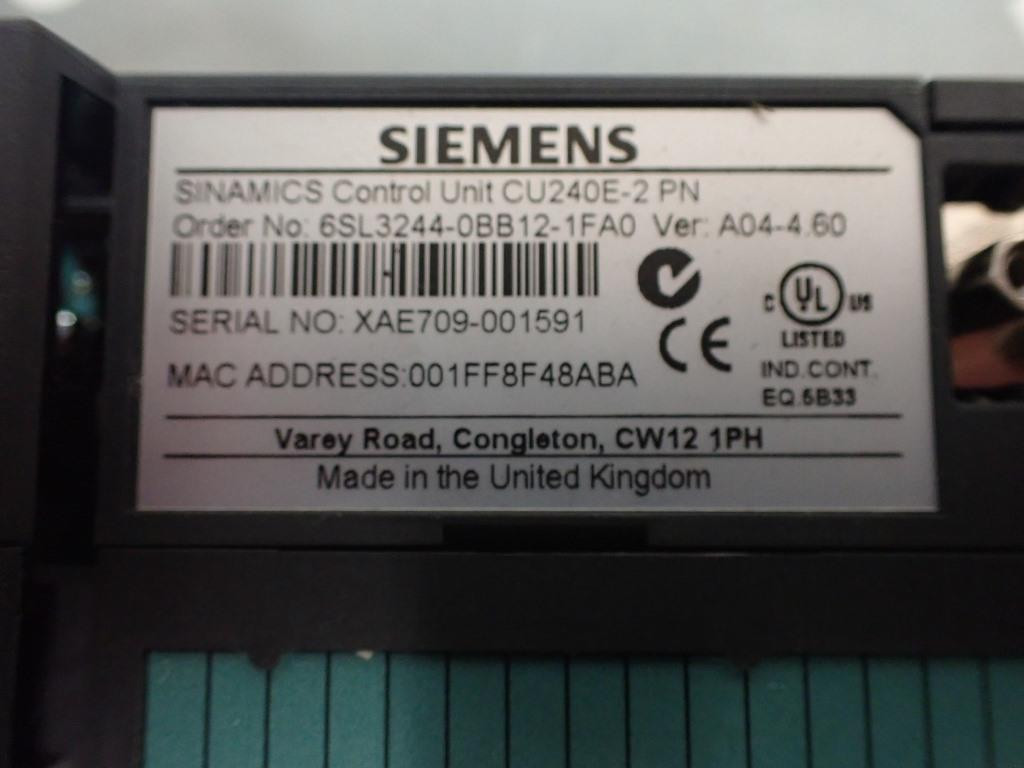 SIEMENS
SINAMICS Control Unit CU240E-2 PN
Order No: 6SL3244-0BB12-1FA0 Ver: A04-4.60
SERIAL NO: XAE709-001591
MAC ADDRESS:001FF8F48ABA
C UL US
LISTED
CE
IND.CONT.
EQ.5B33
Varey Road, Congleton, CW12 1PH
Made in the United Kingdom